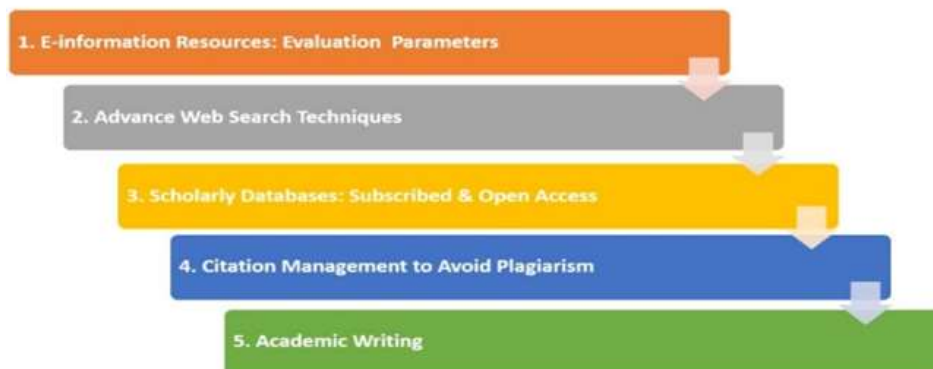 1. E-information Resources: Evaluation Parameters
2. Advance Web Search Techniques
3. Scholarly Databases: Subscribed & Open Access
4. Citation Management to Avoid Plagiarism
5. Academic Writing